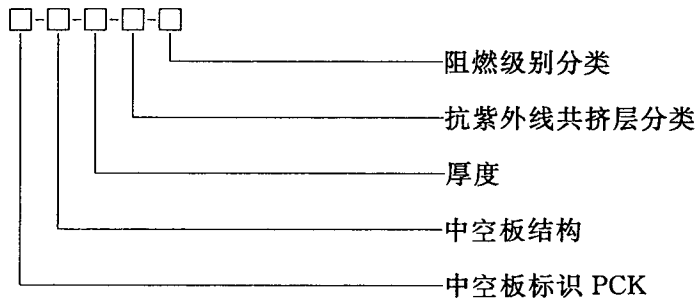 阻燃级别分类
抗紫外线共挤层分类
厚度
中空板结构
中空板标识 PCK